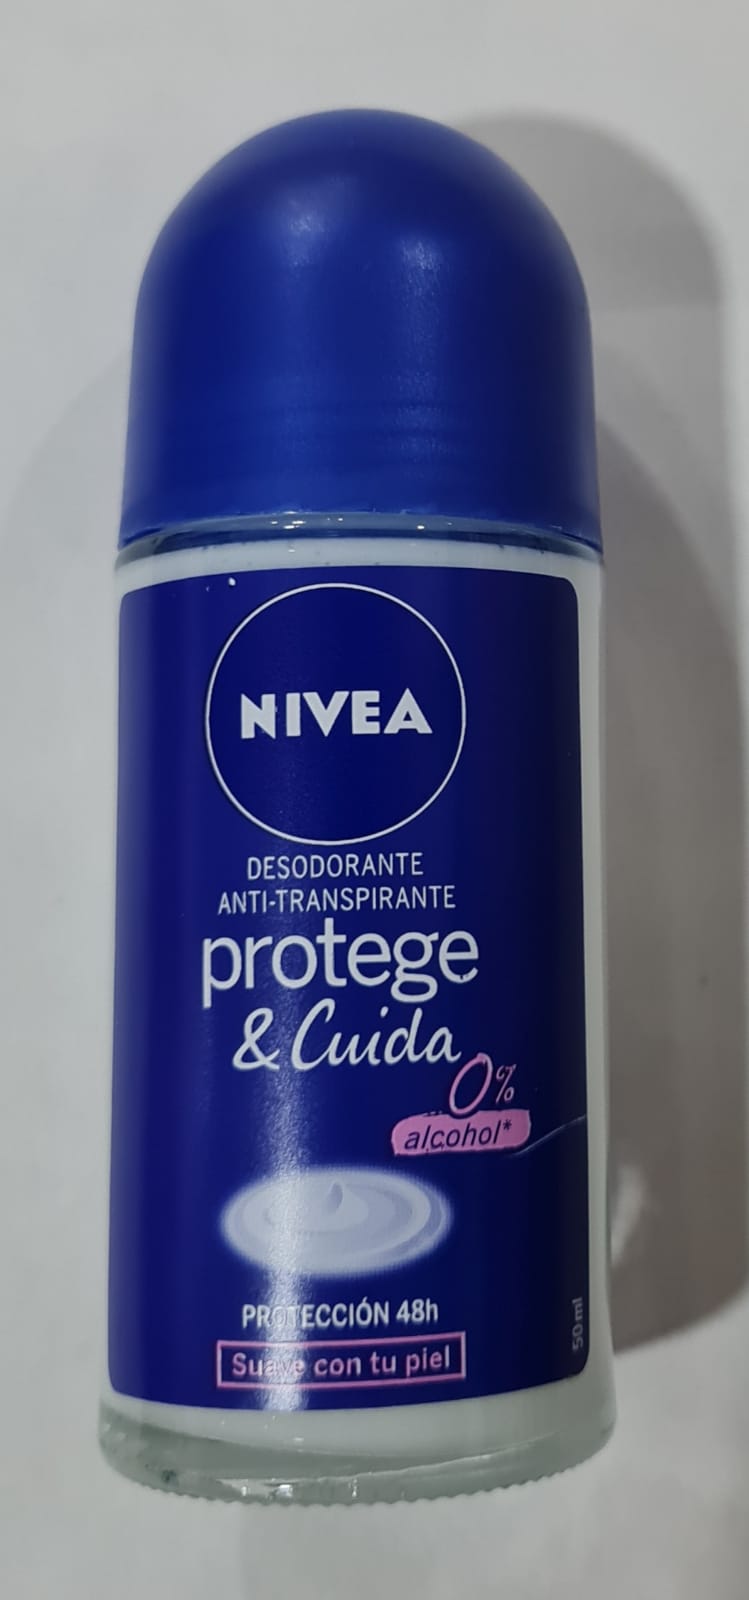 NIVEA
DESODORANTE
ANTI-TRANSPIRANTE
protege
& Cuida
0%
alcohol*
PROTECCIÓN 48h
Suave con tu piel
50 ml